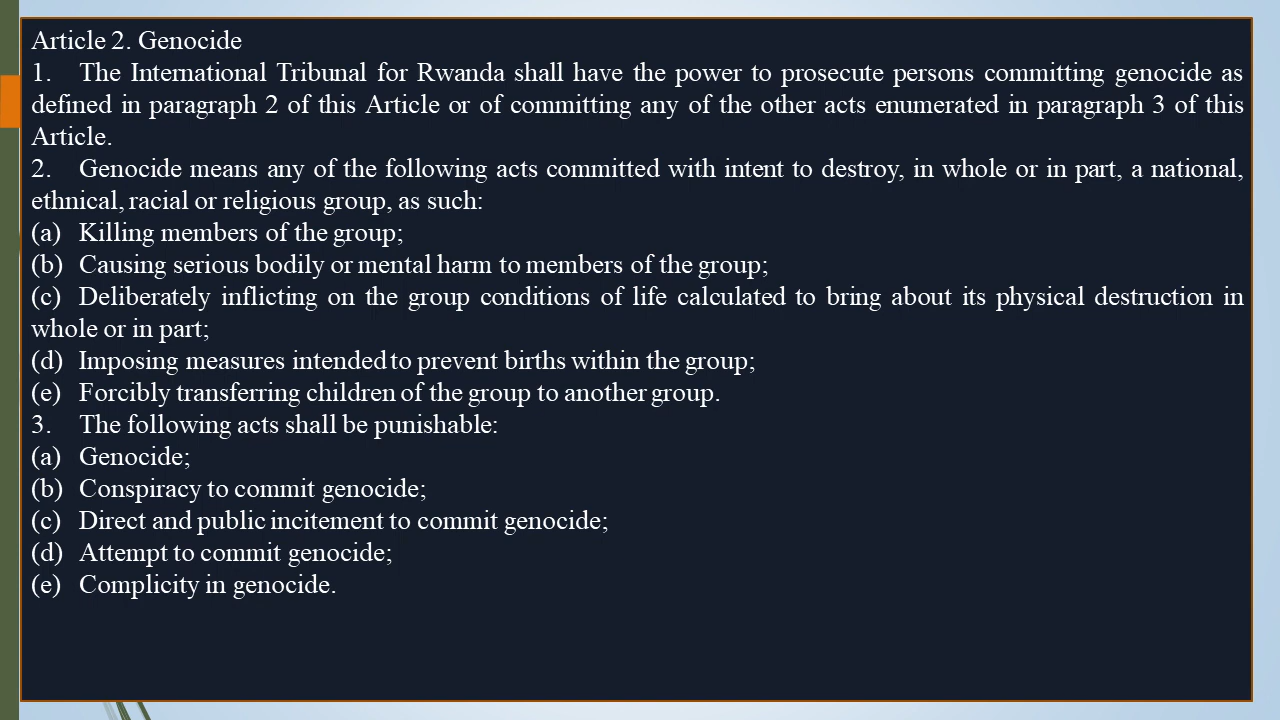 Article 2. Genocide
1. The International Tribunal for Rwanda shall have the power to prosecute persons committing genocide as
defined in paragraph 2 of this Article or of committing any of the other acts enumerated in paragraph 3 of this
Article.
2. Genocide means any of the following acts committed with intent to destroy, in whole or in part, a national,
ethnical, racial or religious group, as such:
(a) Killing members of the group;
(b) Causing serious bodily or mental harm to members of the group;
(c) Deliberately inflicting on the group conditions of life calculated to bring about its physical destruction in
whole or in part;
(d) Imposing measures intended to prevent births within the group;
(e) Forcibly transferring children of the group to another group.
3. The following acts shall be punishable:
(a) Genocide;
(b) Conspiracy to commit genocide;
(c) Direct and public incitement to commit genocide;
(d) Attempt to commit genocide;
(e) Complicity in genocide.